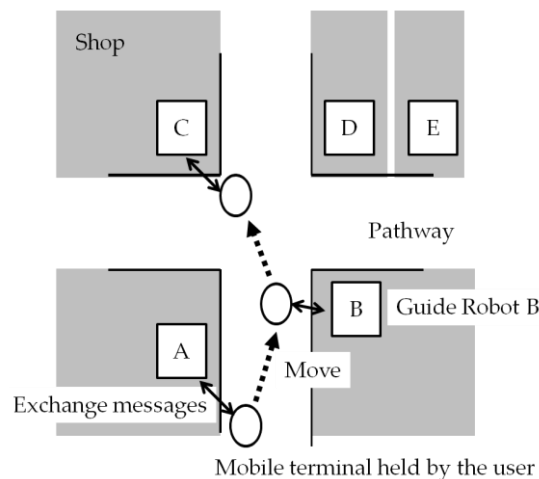 Shop
C
D
E
Pathway
B
Guide Robot B
A
Move
Exchange messages
Mobile terminal held by the user